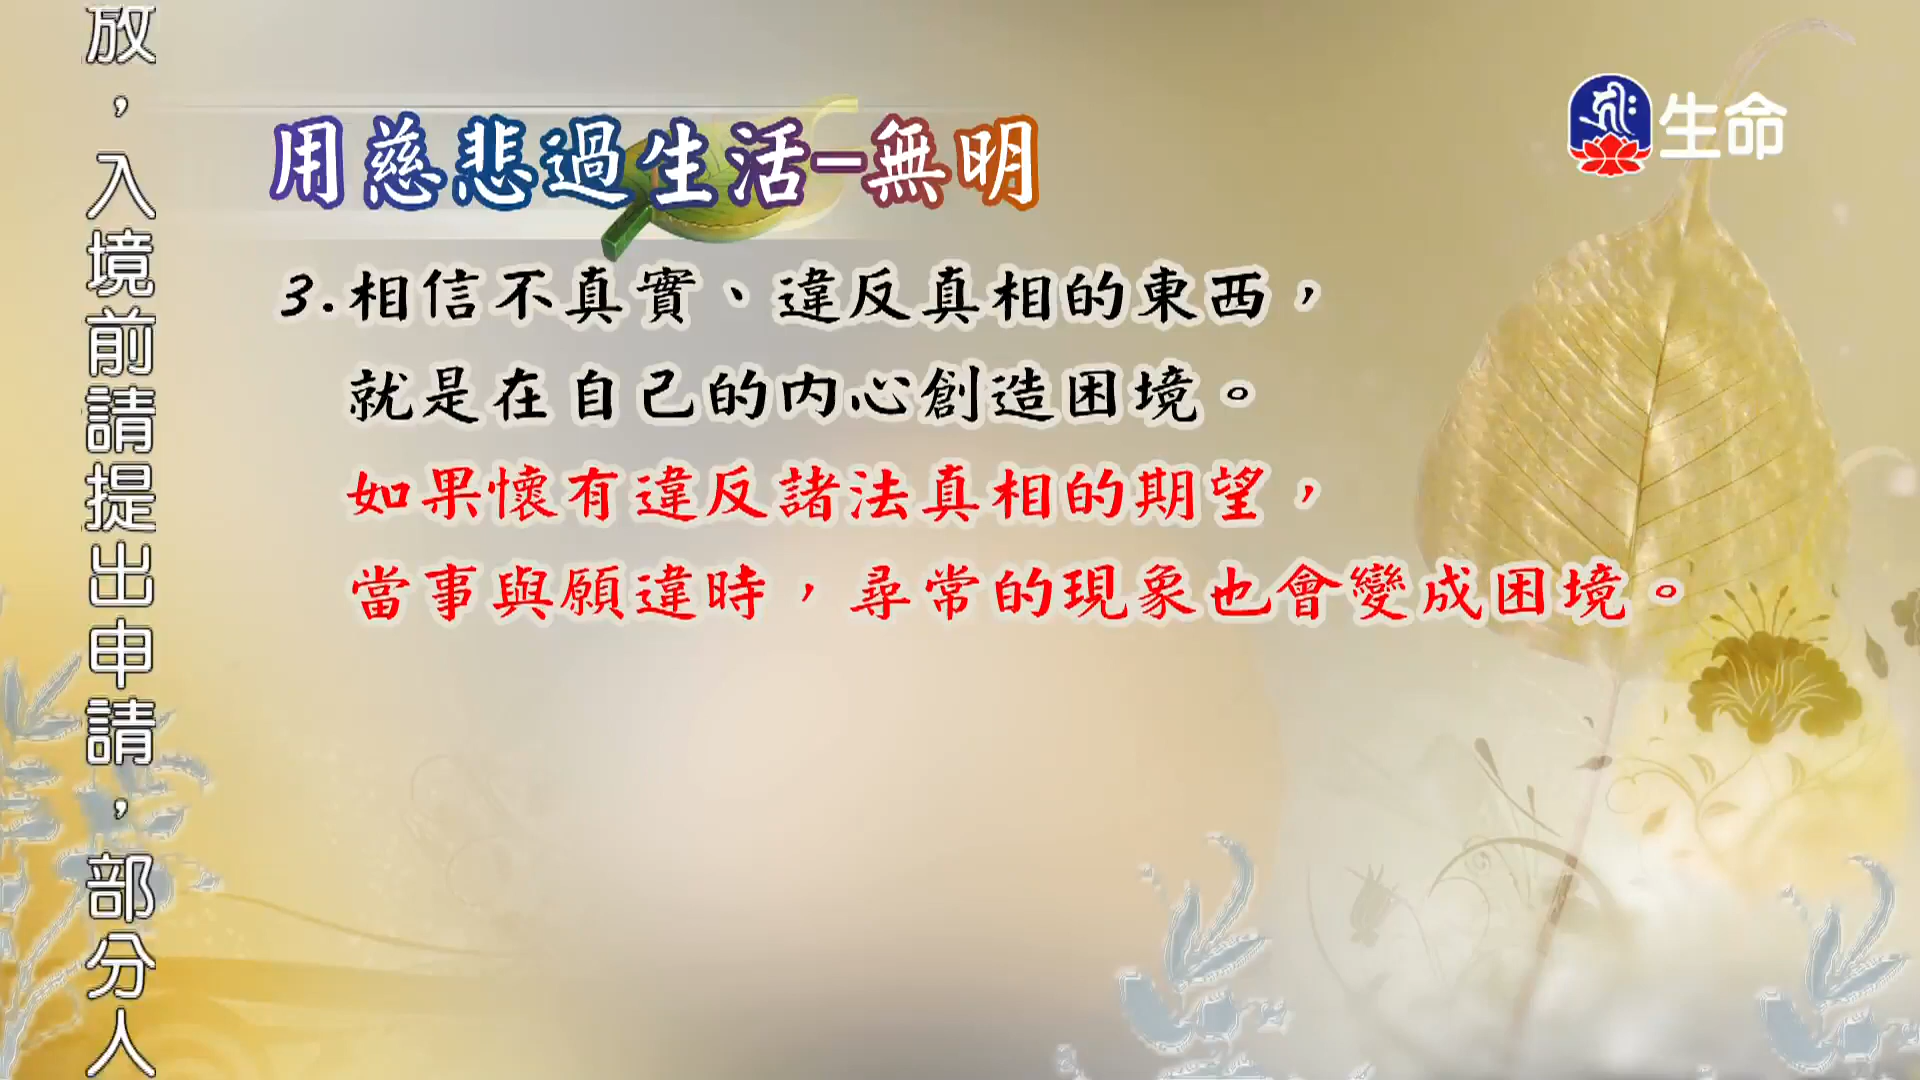 用慈悲過生活-無明
生命
3.相信不真實、違反真相的東西，
就是在自己的內心創造困境。
如果懷有違反諸法真相的期望，
當事與願違時，尋常的現象也會變成困境。
放，入境前請提出申請，部分人